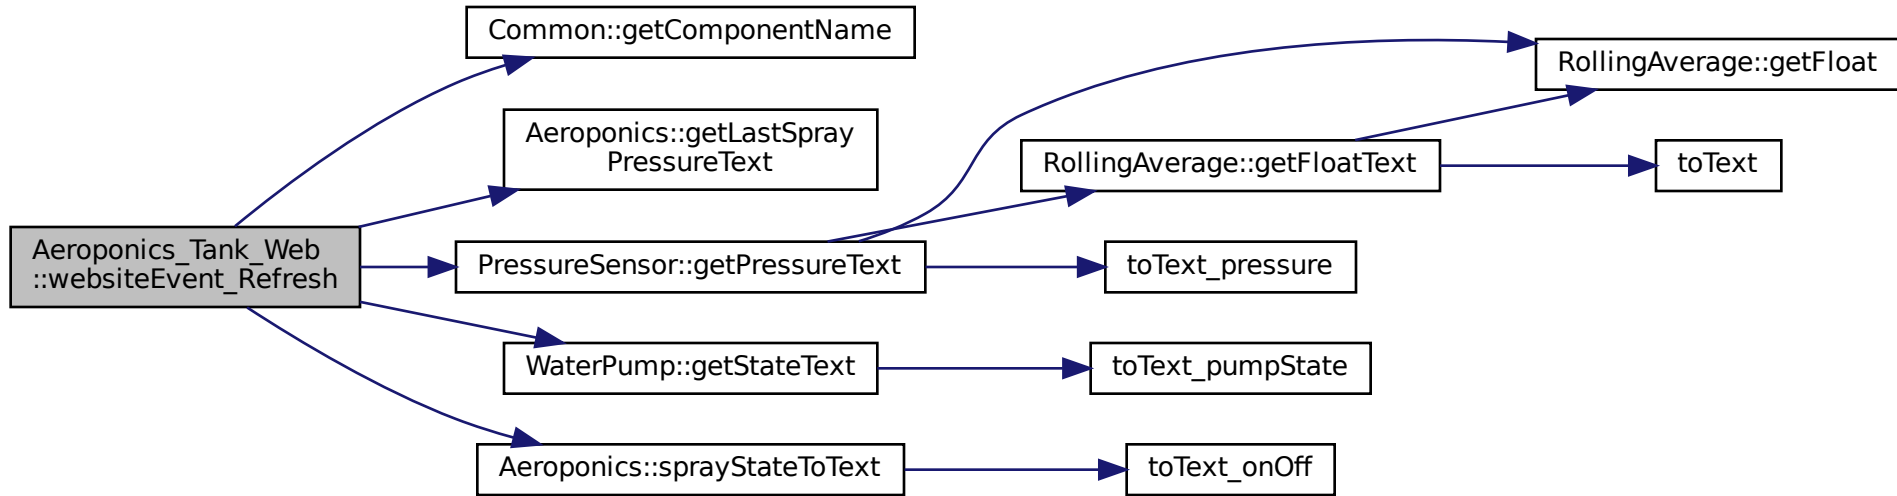 Common::getComponentName
RollingAverage::getFloat
Aeroponics::getLastSpray
PressureText
RollingAverage::getFloatText
toText
Aeroponics_Tank_Web
::websiteEvent_Refresh
PressureSensor::getPressureText
toText_pressure
WaterPump::getStateText
toText_pumpState
Aeroponics::sprayStateToText
toText_onOff